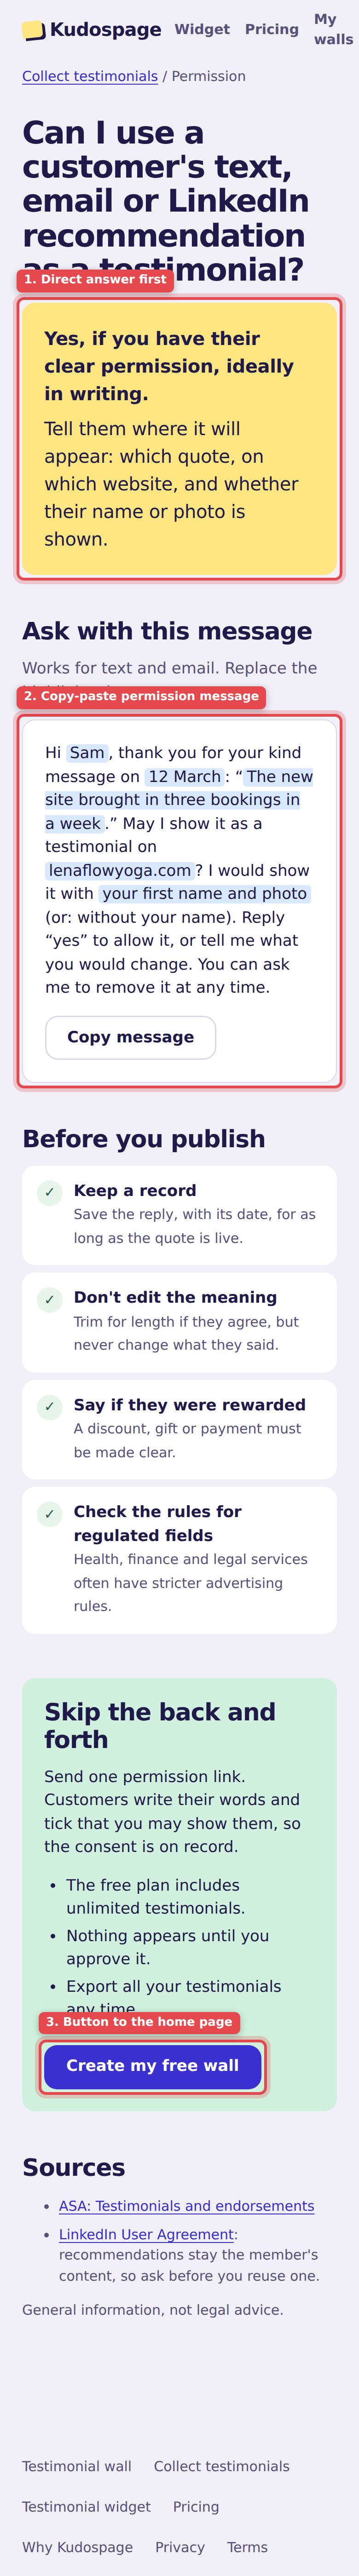 Kudospage Widget Pricing My walls
Collect testimonials / Permission
Can I use a
customer's text,
email or LinkedIn
recommendation
testimonial?
1. Direct answer first
Yes, if you have their
clear permission, ideally
in writing.
Tell them where it will
appear: which quote, on
which website, and whether
their name or photo is
shown.
Ask with this message
Works for text and email. Replace the
2. Copy-paste permission message
Hi Sam, thank you for your kind
message on 12 March: “The new
site brought in three bookings in
a week.” May I show it as a
testimonial on
lenaflowyoga.com? I would show
it with your first name and photo
(or: without your name). Reply
“yes” to allow it, or tell me what
you would change. You can ask
me to remove it at any time.
Copy message
Before you publish
✓ Keep a record
Save the reply, with its date, for as
long as the quote is live.
✓ Don't edit the meaning
Trim for length if they agree, but
never change what they said.
✓ Say if they were rewarded
A discount, gift or payment must
be made clear.
✓ Check the rules for
regulated fields
Health, finance and legal services
often have stricter advertising
rules.
Skip the back and
forth
Send one permission link.
Customers write their words and
tick that you may show them, so
the consent is on record.
• The free plan includes
unlimited testimonials.
• Nothing appears until you
approve it.
• Export all your testimonials
any time
3. Button to the home page
Create my free wall
Sources
• ASA: Testimonials and endorsements
• LinkedIn User Agreement:
recommendations stay the member's
content, so ask before you reuse one.
General information, not legal advice.
Testimonial wall Collect testimonials
Testimonial widget Pricing
Why Kudospage Privacy Terms